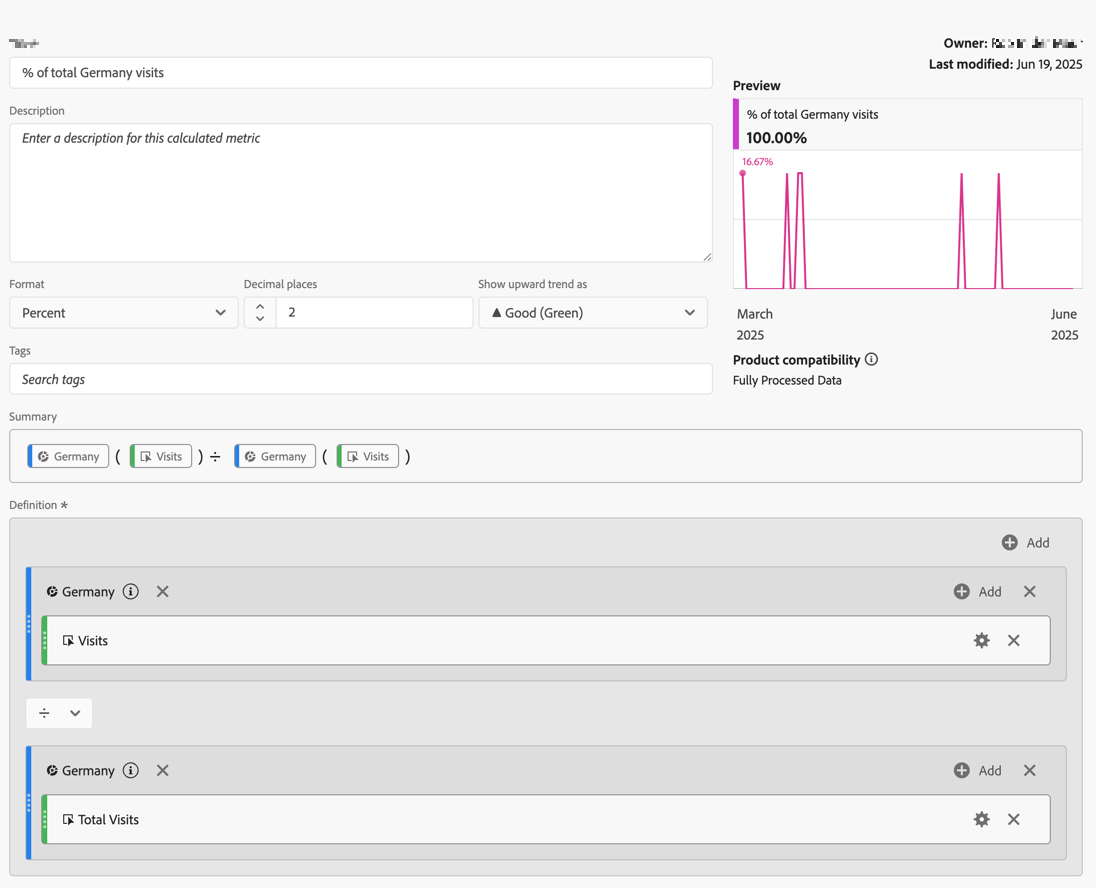 Owner:
% of total Germany visits
Last modified: Jun 19, 2025
Description
Enter a description for this calculated metric
Preview
% of total Germany visits
100.00%
16.67%
March
2025
June
2025
Format
Decimal places
Show upward trend as
Percent
2
Good (Green)
Tags
Search tags
Product compatibility
Fully Processed Data
Summary
Germany ( Visits ) ÷ Germany ( Visits )
Definition *
Add
Germany Add
Visits
÷
Germany Add
Total Visits